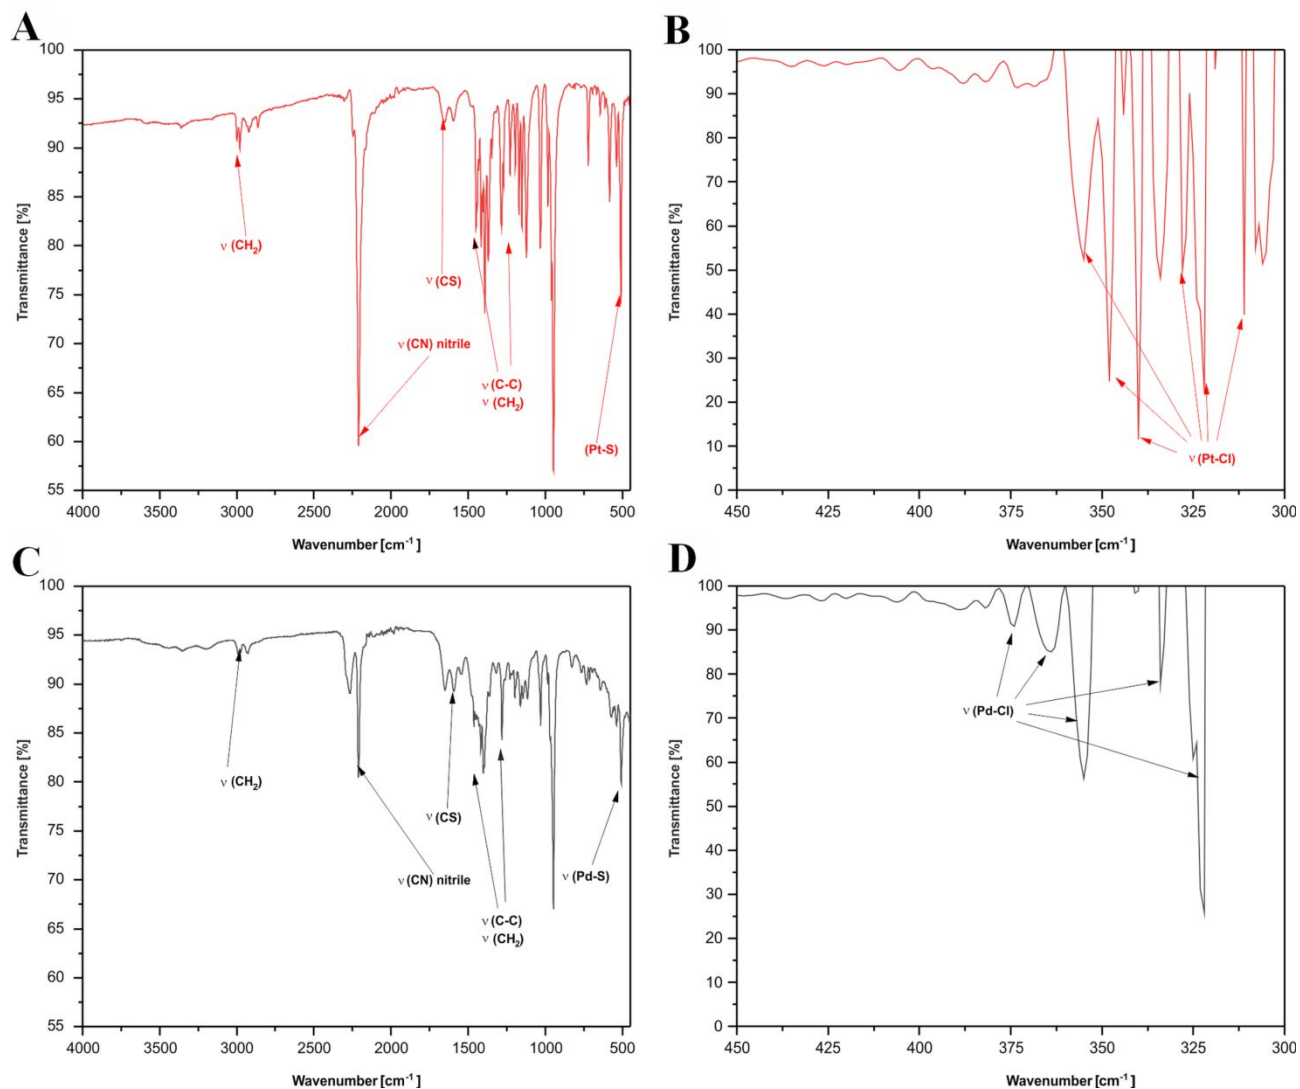 A
100
95
90
85
80
75
70
65
60
55
Transmittance [%]
ν (CH₂)
ν (CS)
ν (CN) nitrile
ν (C-C)
ν (CH₂)
(Pt-S)
4000 3500 3000 2500 2000 1500 1000 500
Wavenumber [cm⁻¹]
B
100
90
80
70
60
50
40
30
20
10
0
Transmittance [%]
ν (Pt-Cl)
450 425 400 375 350 325 300
Wavenumber [cm⁻¹]
C
100
95
90
85
80
75
70
65
60
55
Transmittance [%]
ν (CH₂)
ν (CS)
ν (CN) nitrile
ν (Pd-S)
ν (C-C)
ν (CH₂)
4000 3500 3000 2500 2000 1500 1000 500
Wavenumber [cm⁻¹]
D
100
90
80
70
60
50
40
30
20
10
0
Transmittance [%]
ν (Pd-Cl)
450 425 400 375 350 325 300
Wavenumber [cm⁻¹]